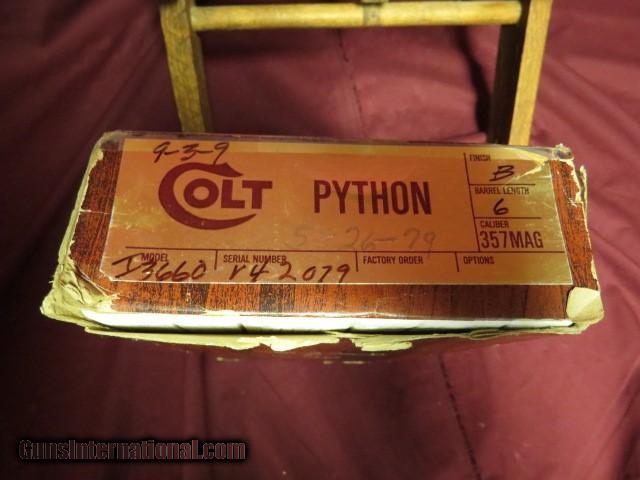 9-3-9
COLT
PYTHON
5-26-79
FINISH
B
BARREL LENGTH
6
CALIBER
357MAG
MODEL
I3660
SERIAL NUMBER
V42079
FACTORY ORDER
OPTIONS
GunsInternational.com